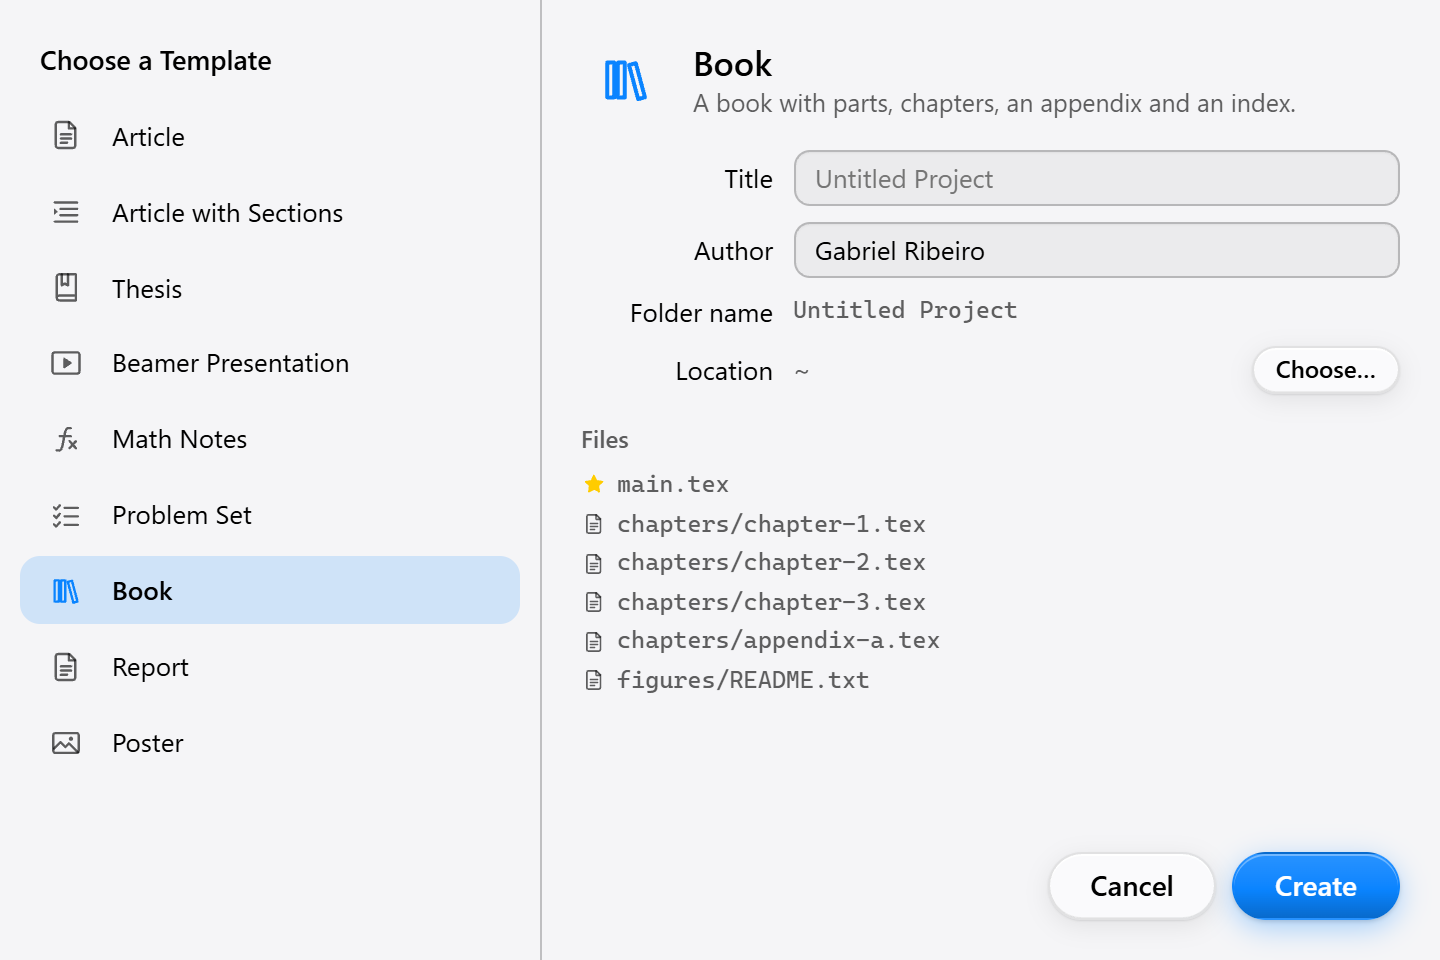 Choose a Template
Article
Article with Sections
Thesis
Beamer Presentation
Math Notes
Problem Set
Book
Report
Poster
Book
A book with parts, chapters, an appendix and an index.
Title Untitled Project
Author Gabriel Ribeiro
Folder name Untitled Project
Location ~ Choose...
Files
main.tex
chapters/chapter-1.tex
chapters/chapter-2.tex
chapters/chapter-3.tex
chapters/appendix-a.tex
figures/README.txt
Cancel Create